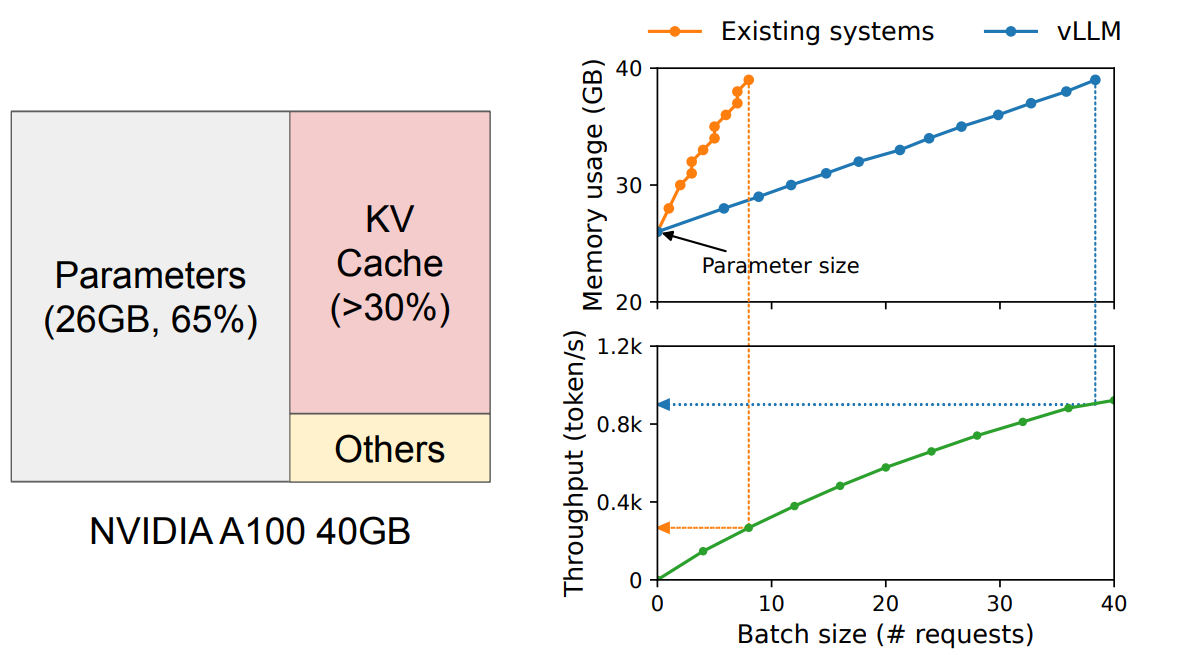 Parameters
(26GB, 65%)
KV
Cache
(>30%)
Others
NVIDIA A100 40GB
Existing systems
vLLM
Memory usage (GB)
40
30
20
Parameter size
Throughput (token/s)
1.2k
0.8k
0.4k
0
0 10 20 30 40
Batch size (# requests)